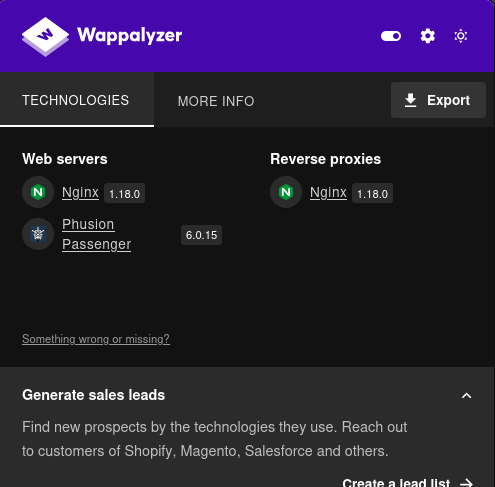 Wappalyzer
TECHNOLOGIES
MORE INFO
Export
Web servers
Nginx 1.18.0
Phusion
Passenger 6.0.15
Reverse proxies
Nginx 1.18.0
Something wrong or missing?
Generate sales leads
Find new prospects by the technologies they use. Reach out
to customers of Shopify, Magento, Salesforce and others.
Create a lead list